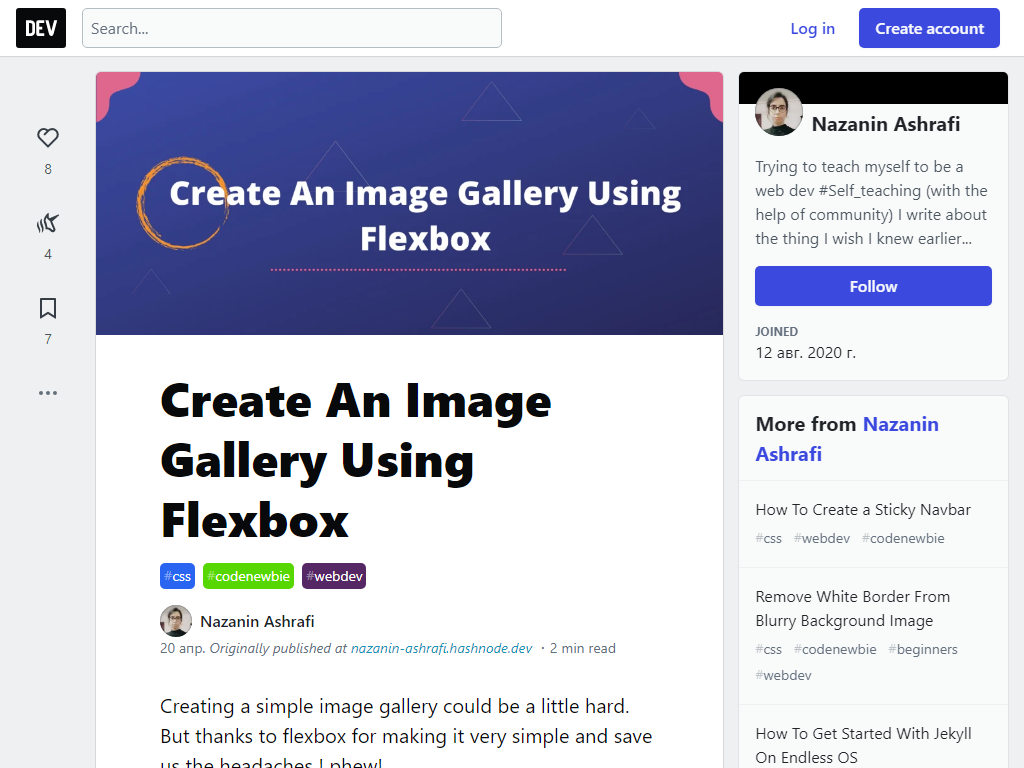 DEV
Search...
Log in
Create account
8
4
7
Create An Image Gallery Using
Flexbox
Create An Image
Gallery Using
Flexbox
#css #codenewbie #webdev
Nazanin Ashrafi
20 апр. Originally published at nazanin-ashrafi.hashnode.dev ・2 min read
Creating a simple image gallery could be a little hard.
But thanks to flexbox for making it very simple and save
us the headaches ! phew!
Nazanin Ashrafi
Trying to teach myself to be a
web dev #Self_teaching (with the
help of community) I write about
the thing I wish I knew earlier...
Follow
JOINED
12 авг. 2020 г.
More from Nazanin
Ashrafi
How To Create a Sticky Navbar
#css #webdev #codenewbie
Remove White Border From
Blurry Background Image
#css #codenewbie #beginners
#webdev
How To Get Started With Jekyll
On Endless OS